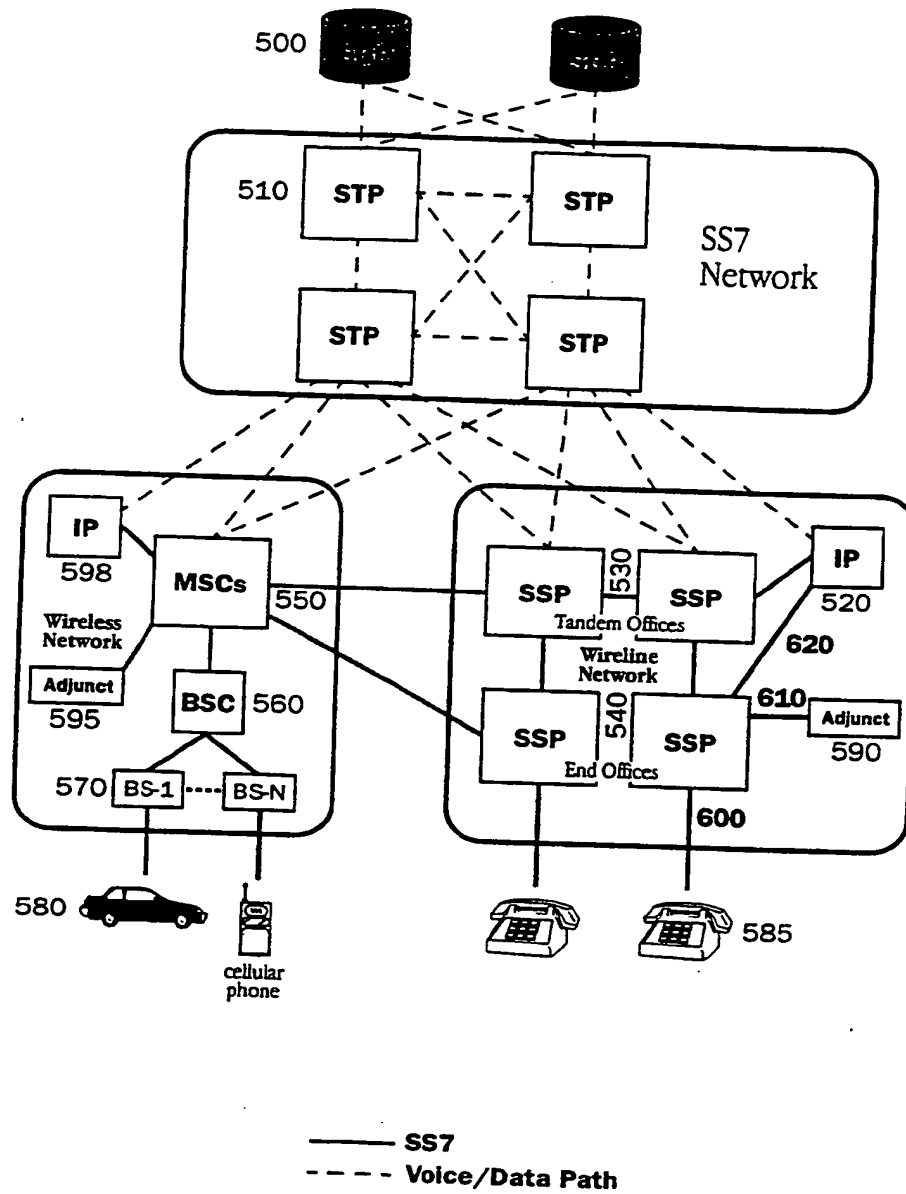 500
510
STP
STP
SS7
Network
STP
STP
IP
598
MSCs
550
Wireless
Network
Adjunct
595
BSC
560
570
BS-1
BS-N
580
cellular
phone
SSP
530
SSP
IP
520
Tandem Offices
Wireline
Network
620
540
610
SSP
SSP
Adjunct
590
End Offices
600
585
SS7
Voice/Data Path